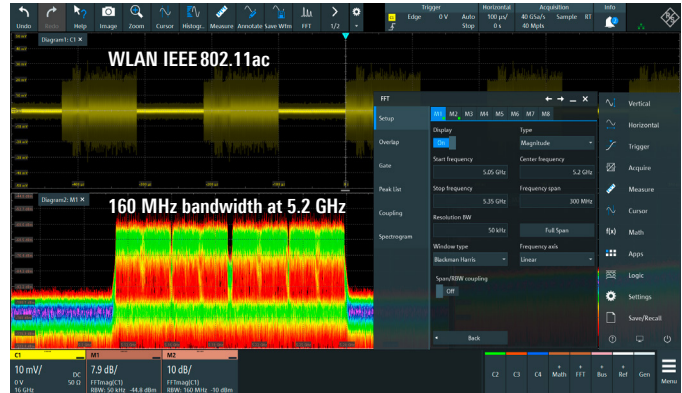 Trigger
Horizontal
Acquisition
Info
Undo
Redo
Help
Image
Zoom
Cursor
Histogr..
Measure
Annotate
Save Wfm
FFT
1/2
Edge
0 V
Auto
Stop
100 µs/
0 s
40 GSa/s
Sample
RT
40 Mpts
Diagram1: C1 ×
WLAN IEEE 802.11ac
Diagram2: M1 ×
160 MHz bandwidth at 5.2 GHz
FFT
Setup
Overlap
Gate
Peak List
Coupling
Spectrogram
M1 M2 M3 M4 M5 M6 M7 M8
Display
On
Type
Magnitude
Start frequency
5.05 GHz
Center frequency
5.2 GHz
Stop frequency
5.35 GHz
Frequency span
300 MHz
Resolution BW
50 kHz
Full Span
Window type
Blackman Harris
Frequency axis
Linear
Span/RBW coupling
Off
Back
Vertical
Horizontal
Trigger
Acquire
Measure
Cursor
f(x) Math
Apps
Logic
Settings
Save/Recall
C1
10 mV/
DC
0 V
50 Ω
16 GHz
M1
7.9 dB/
FFTmag(C1)
RBW: 50 kHz -44.8 dBm
M2
10 dB/
FFTmag(C1)
RBW: 160 MHz -10 dBm
C2
C3
C4
+ Math
+ FFT
+ Bus
+ Ref
Gen
Menu